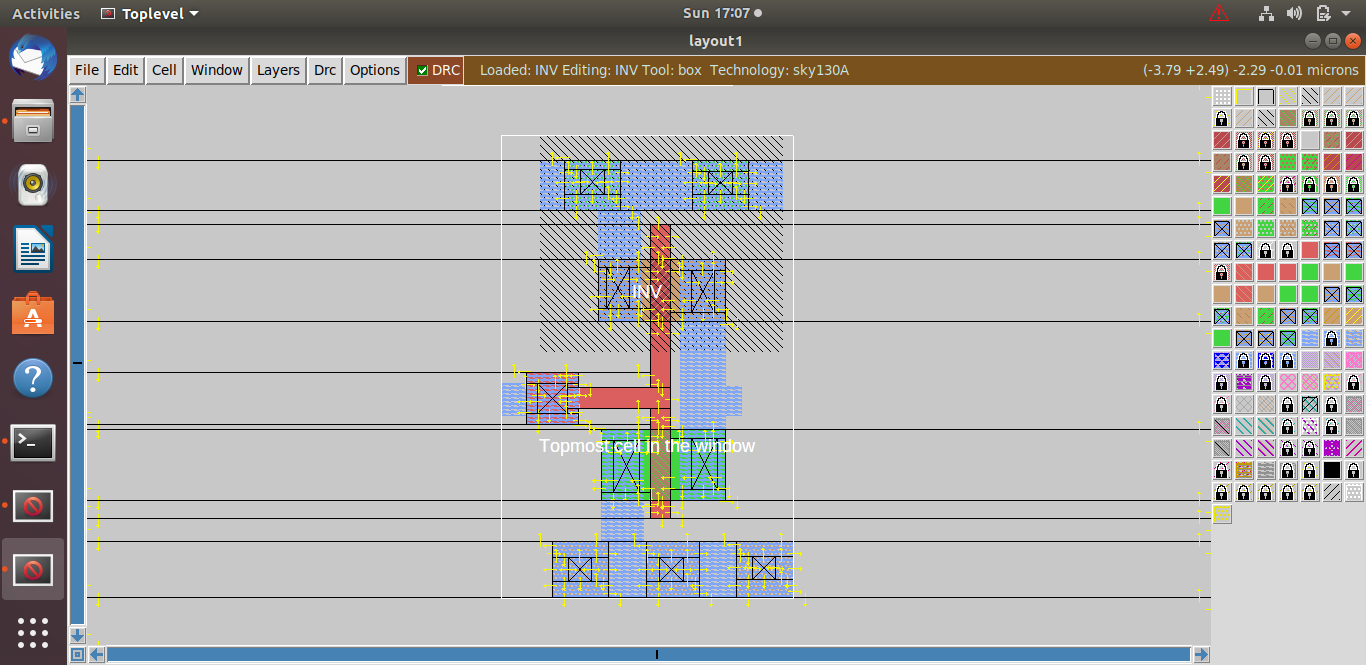 Activities Toplevel Sun 17:07
layout1
File Edit Cell Window Layers Drc Options DRC Loaded: INV Editing: INV Tool: box Technology: sky130A (-3.79 +2.49) -2.29 -0.01 microns
INV
Topmost cell in the window